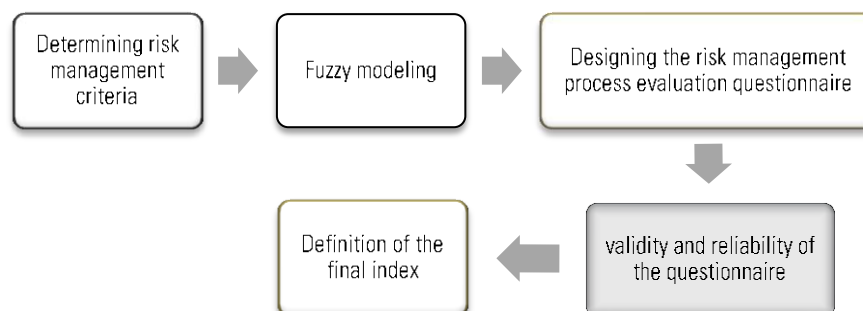 Determining risk
management
criteria
Fuzzy modeling
Designing the risk management
process evaluation questionnaire
validity and reliability of
the questionnaire
Definition of the
final index